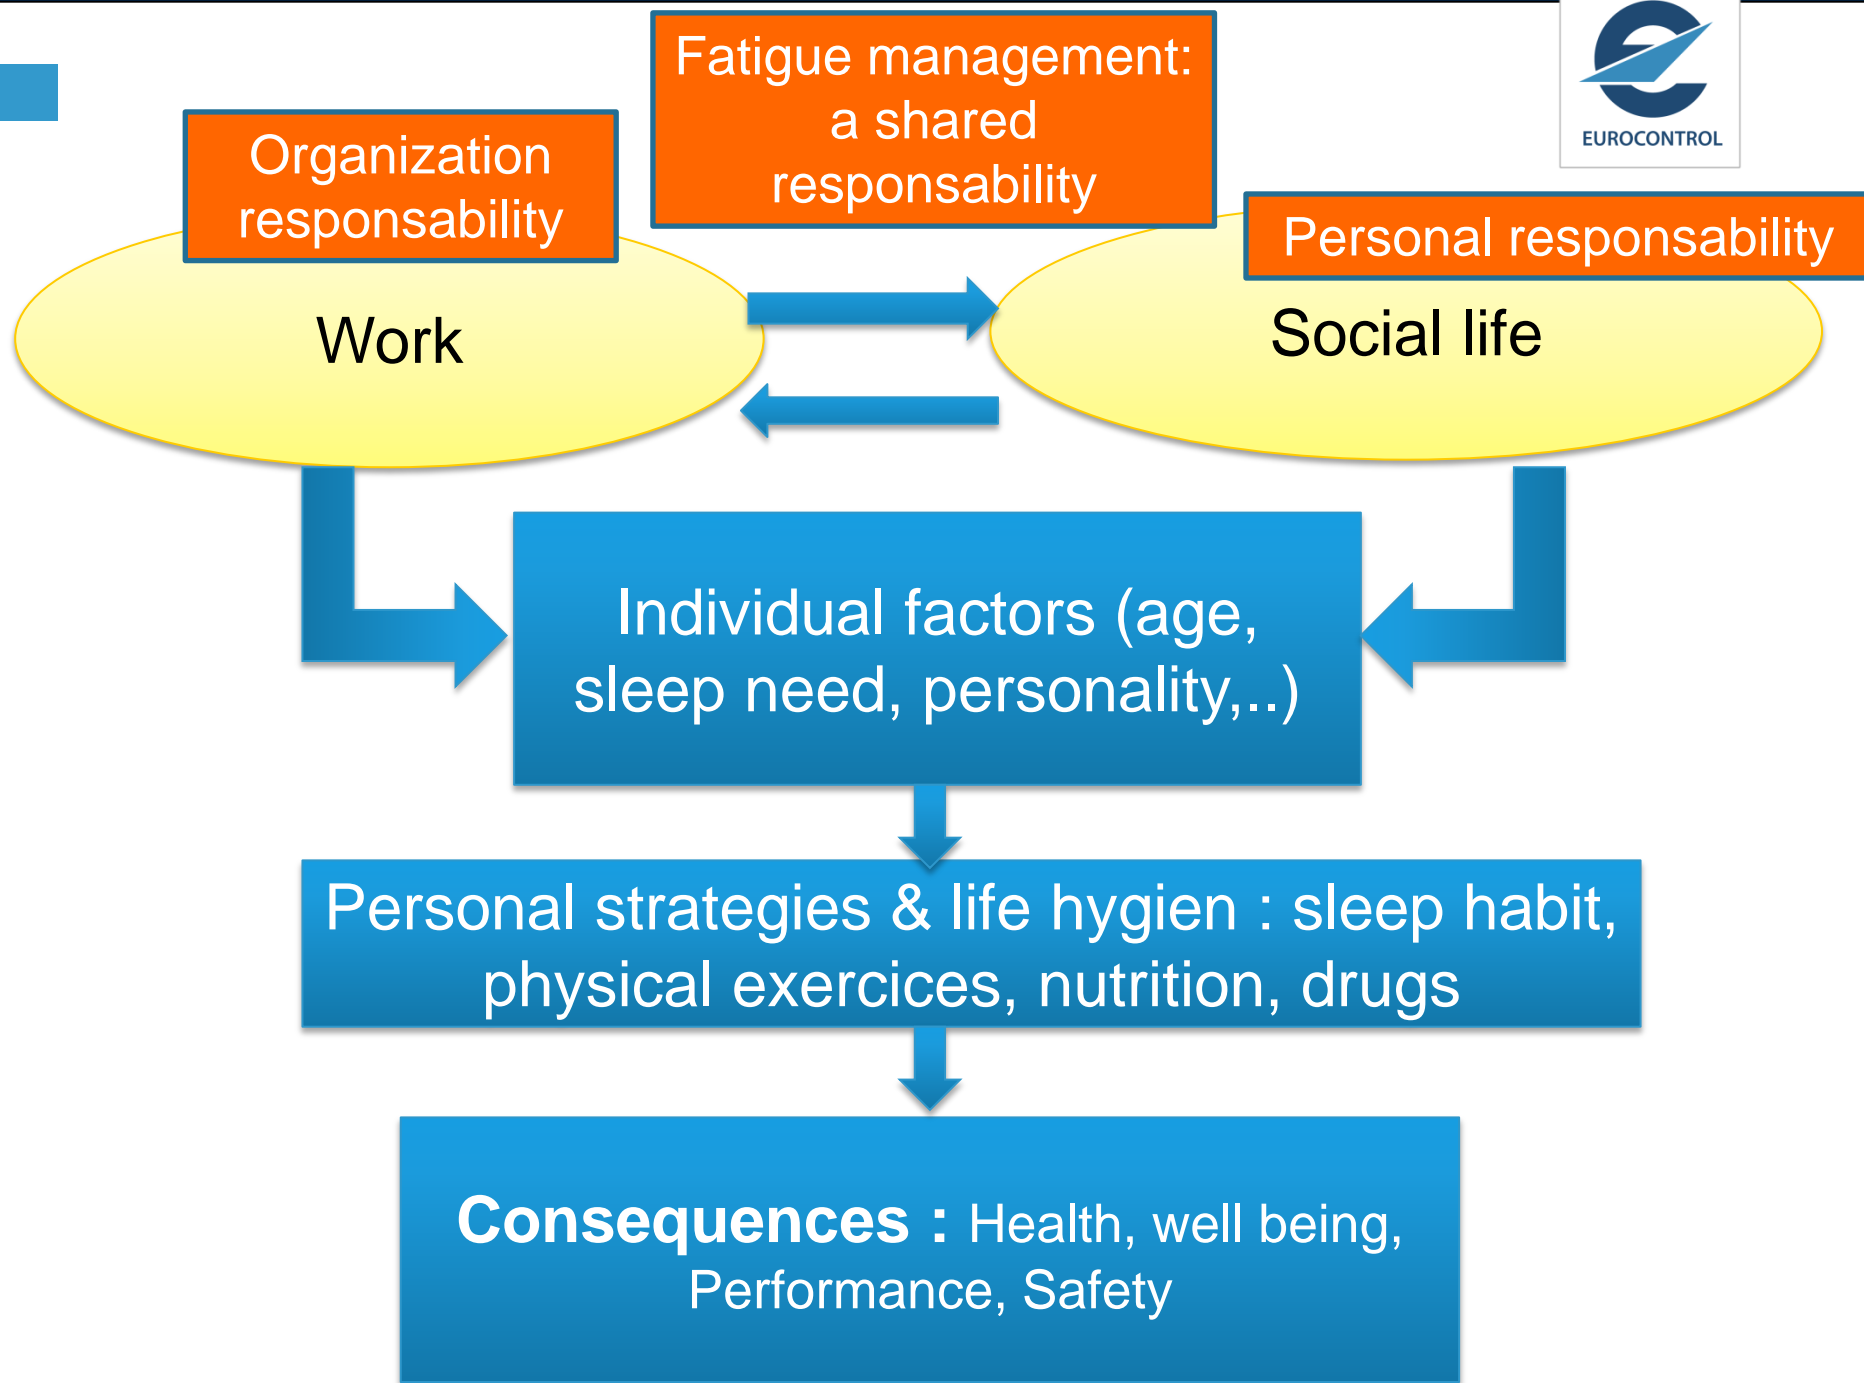 Fatigue management:
a shared
responsability
EUROCONTROL
Organization
responsability
Personal responsability
Work
Social life
Individual factors (age,
sleep need, personality,..)
Personal strategies & life hygien : sleep habit,
physical exercices, nutrition, drugs
Consequences : Health, well being,
Performance, Safety